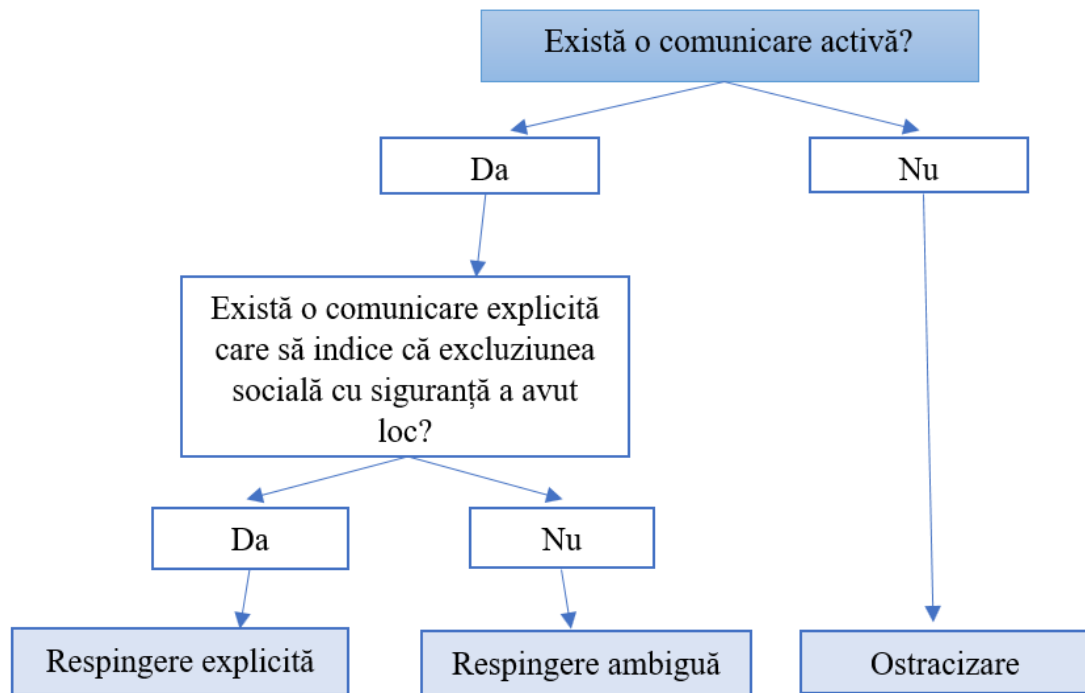 Există o comunicare activă?
Da
Nu
Există o comunicare explicită
care să indice că excluziunea
socială cu siguranță a avut
loc?
Da
Nu
Respingere explicită
Respingere ambiguă
Ostracizare